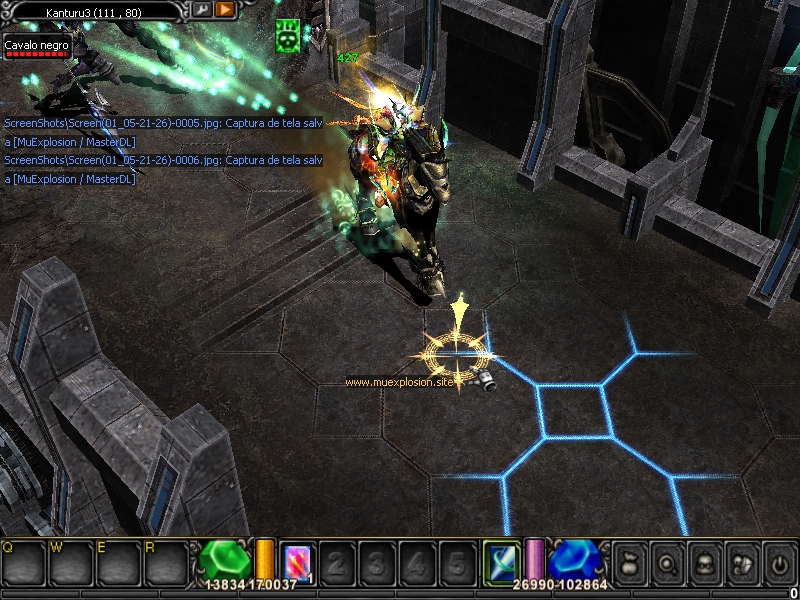 Kanturu3 (111 , 80)
Cavalo negro
427
ScreenShots\Screen(01_05-21-26)-0005.jpg: Captura de tela salv
a [MuExplosion / MasterDL]
ScreenShots\Screen(01_05-21-26)-0006.jpg: Captura de tela salv
a [MuExplosion / MasterDL]
www.muexplosion.site
Q W E R
1 2 3 4 5
13834 170037
26990 102864
0